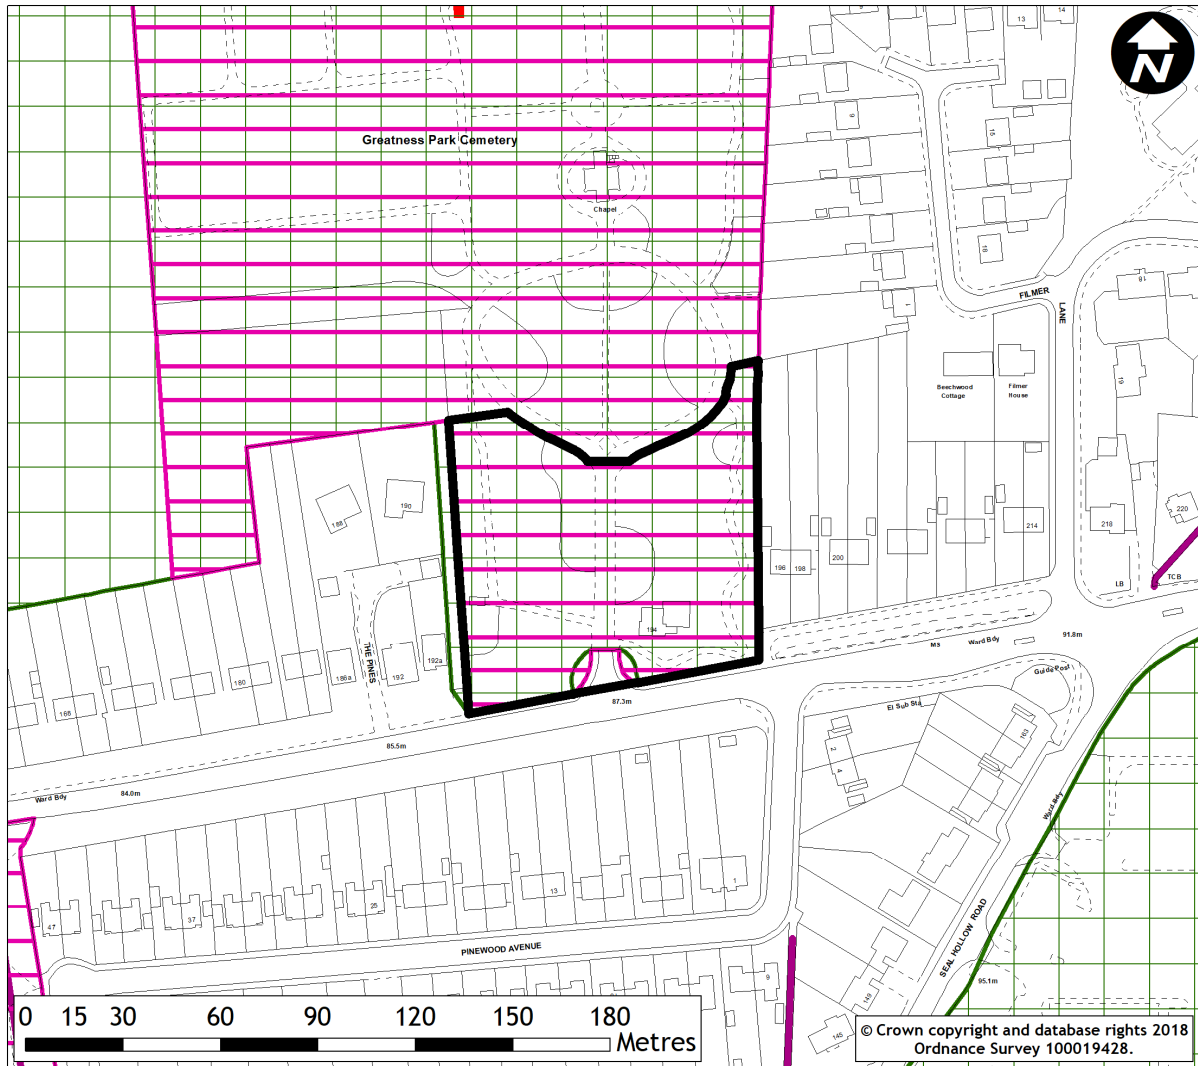 13
14
9
N
9
15
Greatness Park Cemetery
Chapel
16
18
FILMER
LANE
1
Beechwood
Cottage
Filmer
House
19
188
190
196
198
200
214
218
220
LB
TCB
194
THE PINES
192a
192
186a
180
168
MS
Ward Bdy
91.8m
Guide Post
El Sub Sta
87.3m
85.5m
84.0m
Ward Bdy
2
4
163
Ward Bdy
47
37
25
13
1
PINEWOOD AVENUE
9
SEAL HOLLOW ROAD
95.1m
149
145
0 15 30 60 90 120 150 180
Metres
© Crown copyright and database rights 2018
Ordnance Survey 100019428.